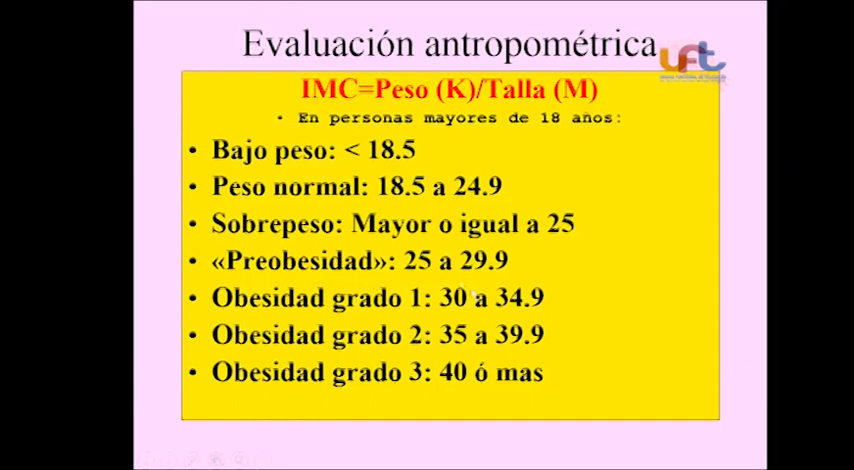 Evaluación antropométrica
uft
IMC=Peso (K)/Talla (M)
• En personas mayores de 18 años:
• Bajo peso: < 18.5
• Peso normal: 18.5 a 24.9
• Sobrepeso: Mayor o igual a 25
• «Preobesidad»: 25 a 29.9
• Obesidad grado 1: 30 a 34.9
• Obesidad grado 2: 35 a 39.9
• Obesidad grado 3: 40 ó mas